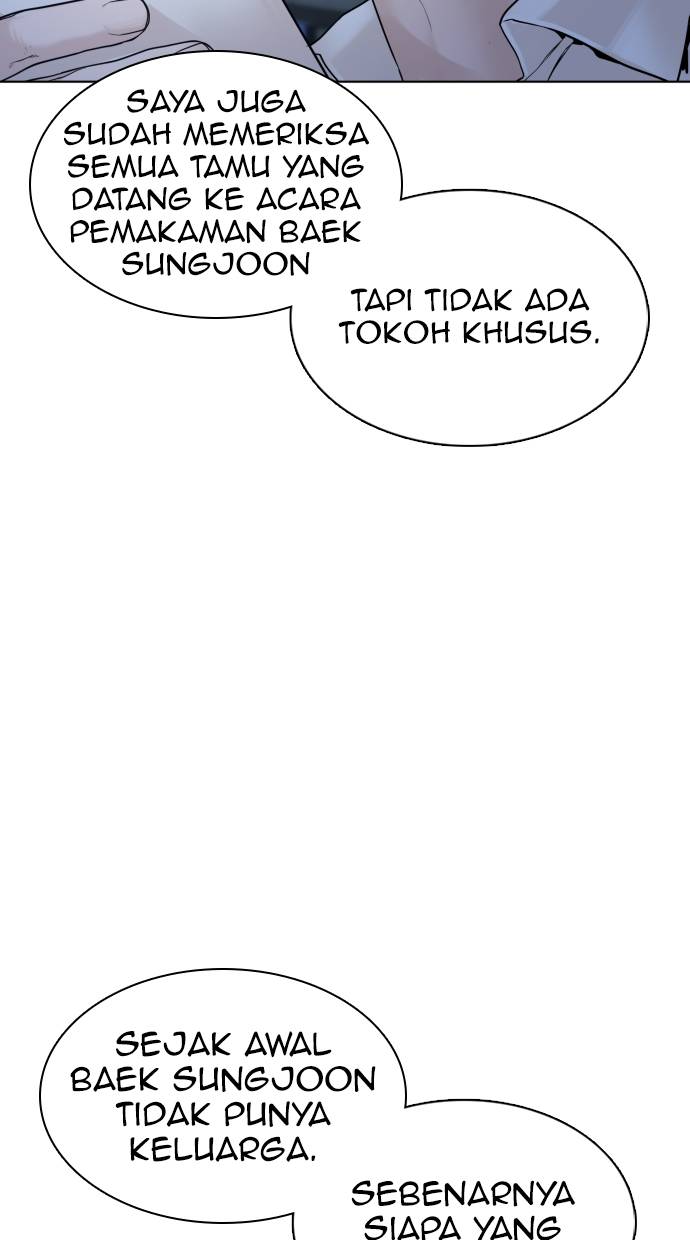 SAYA JUGA
SUDAH MEMERIKSA
SEMUA TAMU YANG
DATANG KE ACARA
PEMAKAMAN BAEK
SUNGJOON
TAPI TIDAK ADA
TOKOH KHUSUS.
SEJAK AWAL
BAEK SUNGJOON
TIDAK PUNYA
KELUARGA.
SEBENARNYA
SIAPA YANG